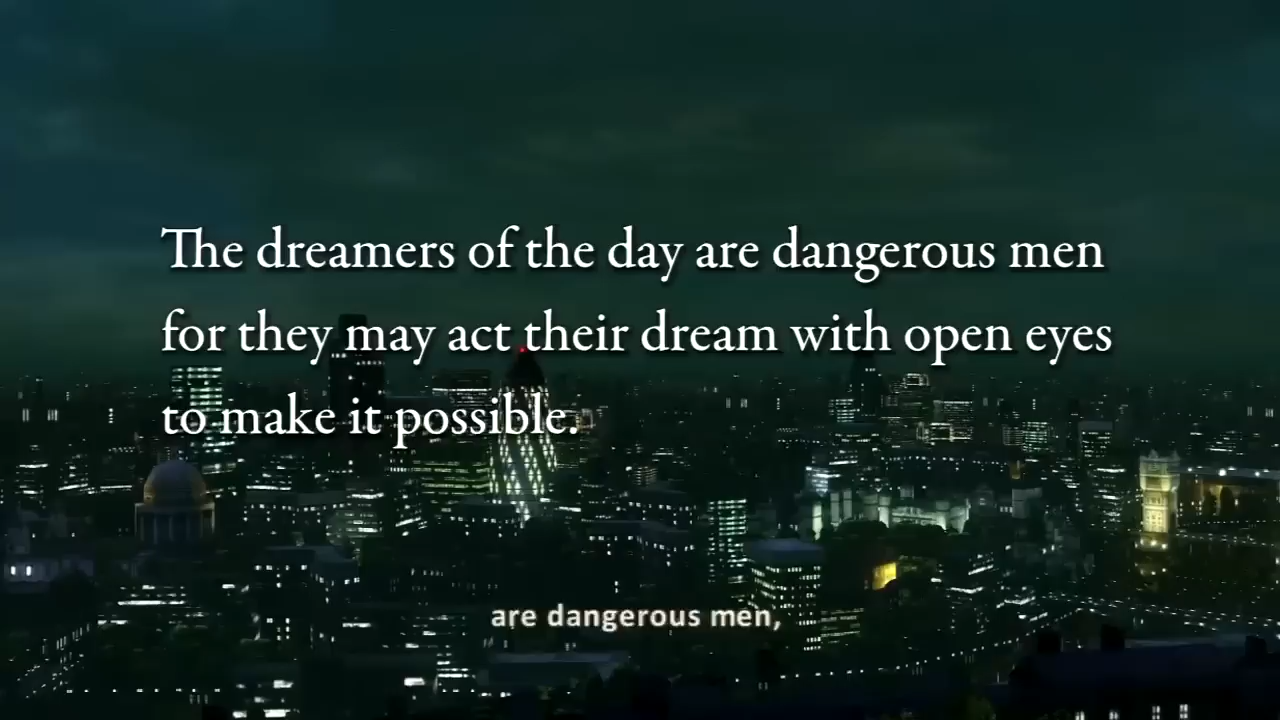 The dreamers of the day are dangerous men
for they may act their dream with open eyes
to make it possible.
are dangerous men,